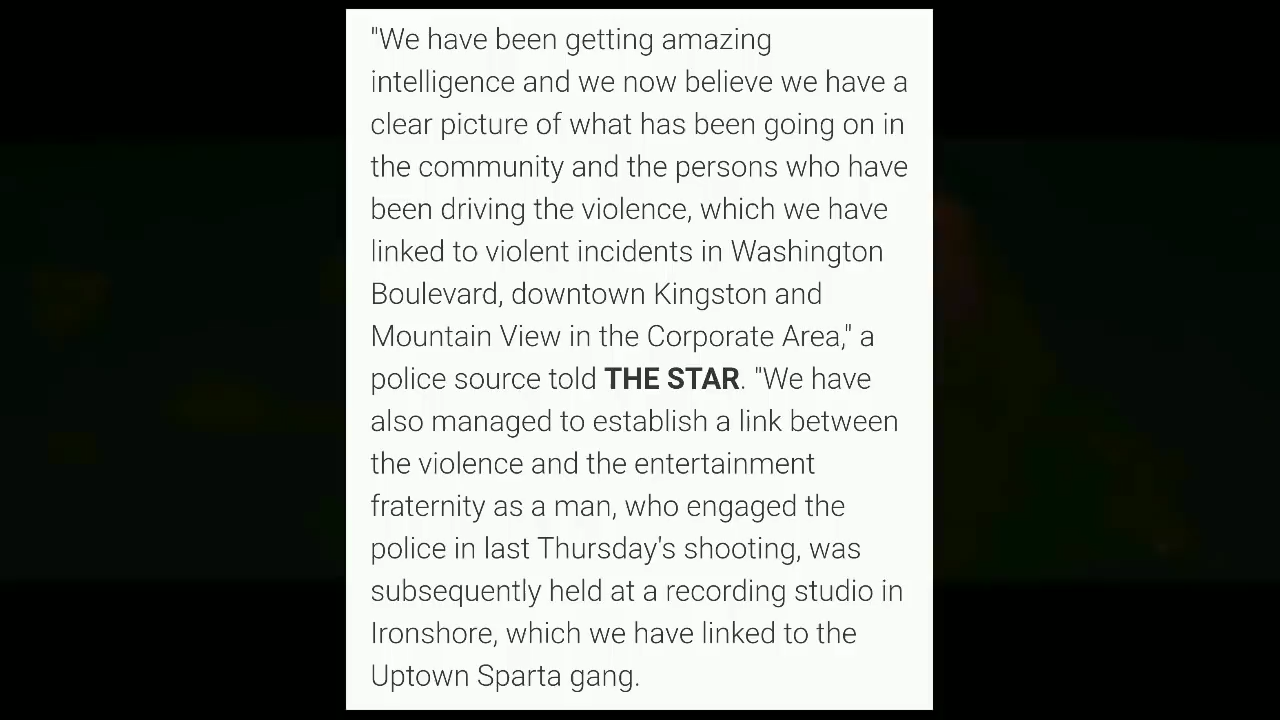 "We have been getting amazing
intelligence and we now believe we have a
clear picture of what has been going on in
the community and the persons who have
been driving the violence, which we have
linked to violent incidents in Washington
Boulevard, downtown Kingston and
Mountain View in the Corporate Area," a
police source told THE STAR. "We have
also managed to establish a link between
the violence and the entertainment
fraternity as a man, who engaged the
police in last Thursday's shooting, was
subsequently held at a recording studio in
Ironshore, which we have linked to the
Uptown Sparta gang.